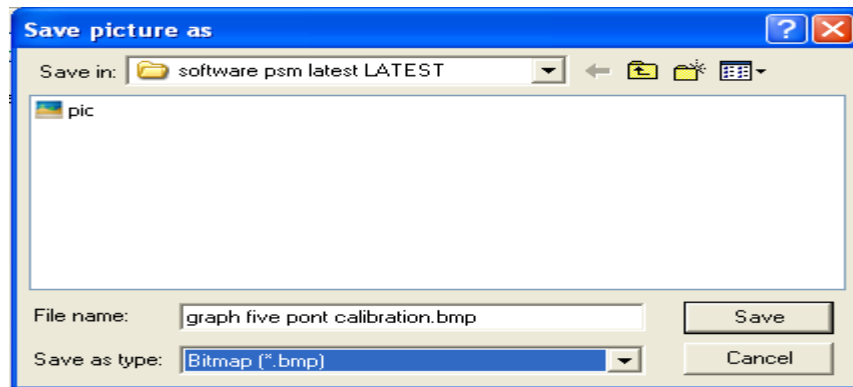 Save picture as
Save in: software psm latest LATEST
pic
File name: graph five pont calibration.bmp Save
Save as type: Bitmap (*.bmp) Cancel